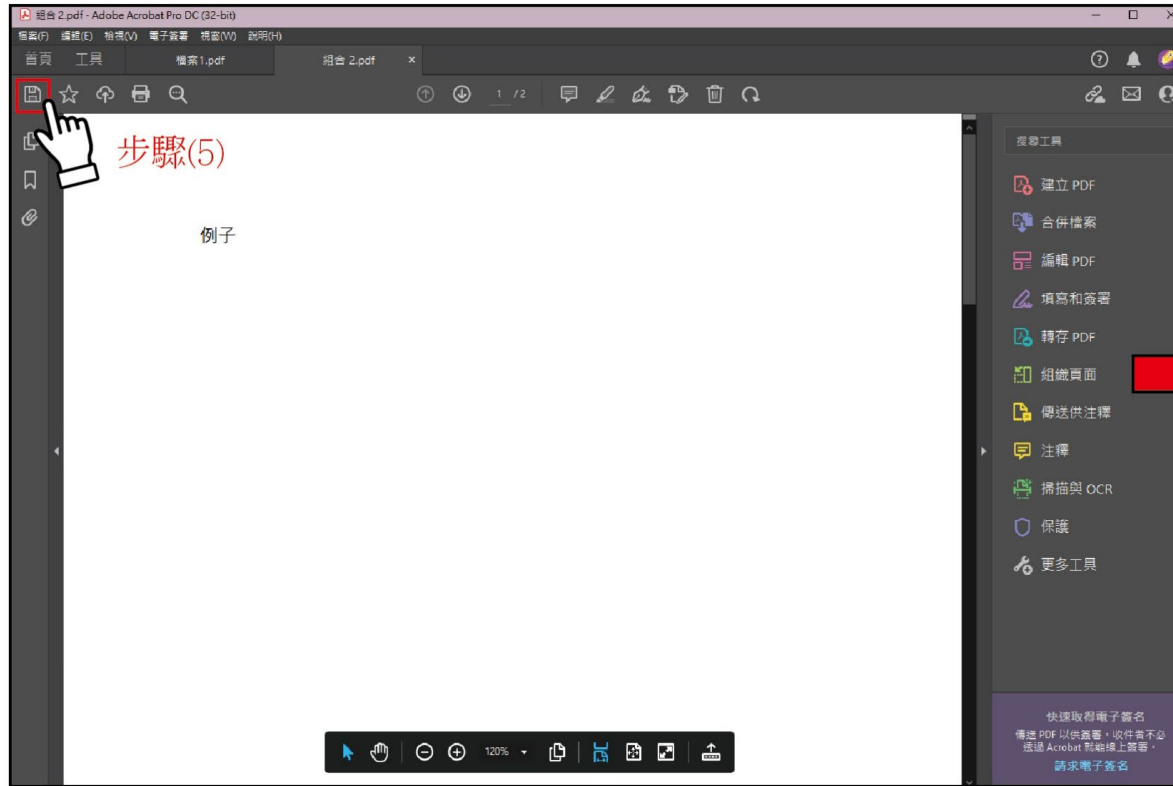 組合 2.pdf - Adobe Acrobat Pro DC (32-bit)
檔案(F) 編輯(E) 檢視(V) 電子簽署 視窗(W) 說明(H)
首頁 工具 檔案1.pdf 組合 2.pdf ×
1 / 2
步驟(5)
例子
搜尋工具
建立 PDF
合併檔案
編輯 PDF
填寫和簽署
轉存 PDF
組織頁面
傳送供注釋
注釋
掃描與 OCR
保護
更多工具
120%
快速取得電子簽名
傳送 PDF 以供簽署，收件者不必
透過 Acrobat 就能線上簽署。
請求電子簽名